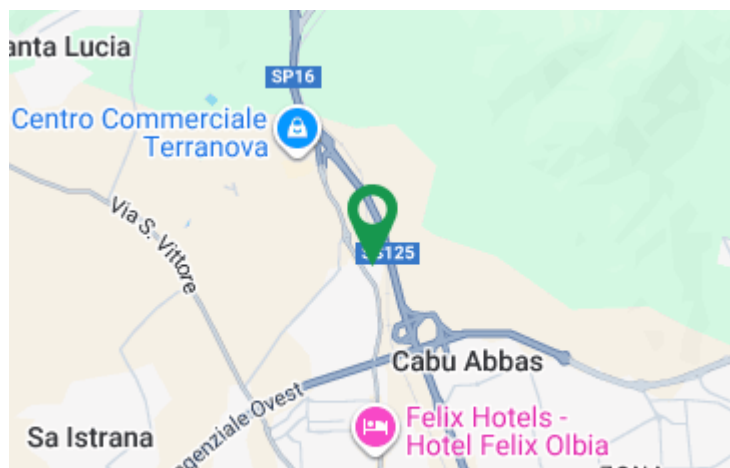 anta Lucia
SP16
Centro Commerciale
Terranova
Via S. Vittore
SS125
Cabu Abbas
genziale Ovest
Felix Hotels -
Hotel Felix Olbia
Sa Istrana